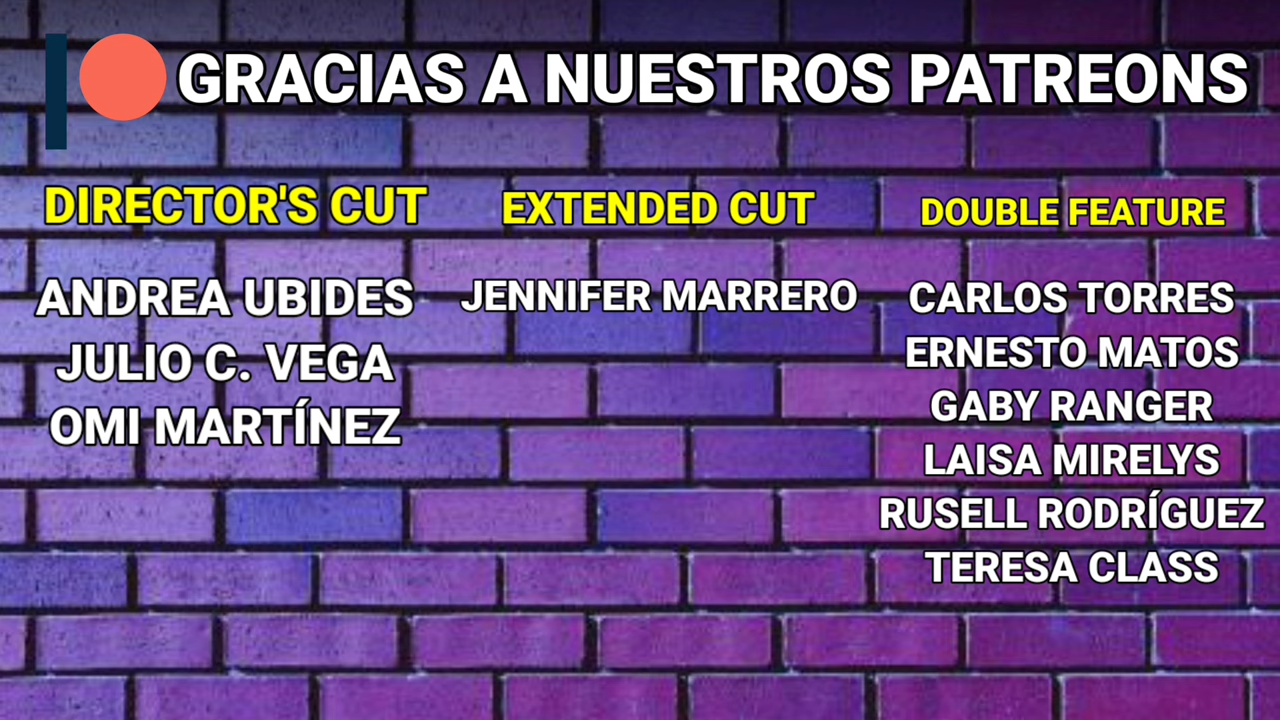 GRACIAS A NUESTROS PATREONS
DIRECTOR'S CUT
ANDREA UBIDES
JULIO C. VEGA
OMI MARTÍNEZ
EXTENDED CUT
JENNIFER MARRERO
DOUBLE FEATURE
CARLOS TORRES
ERNESTO MATOS
GABY RANGER
LAISA MIRELYS
RUSELL RODRÍGUEZ
TERESA CLASS